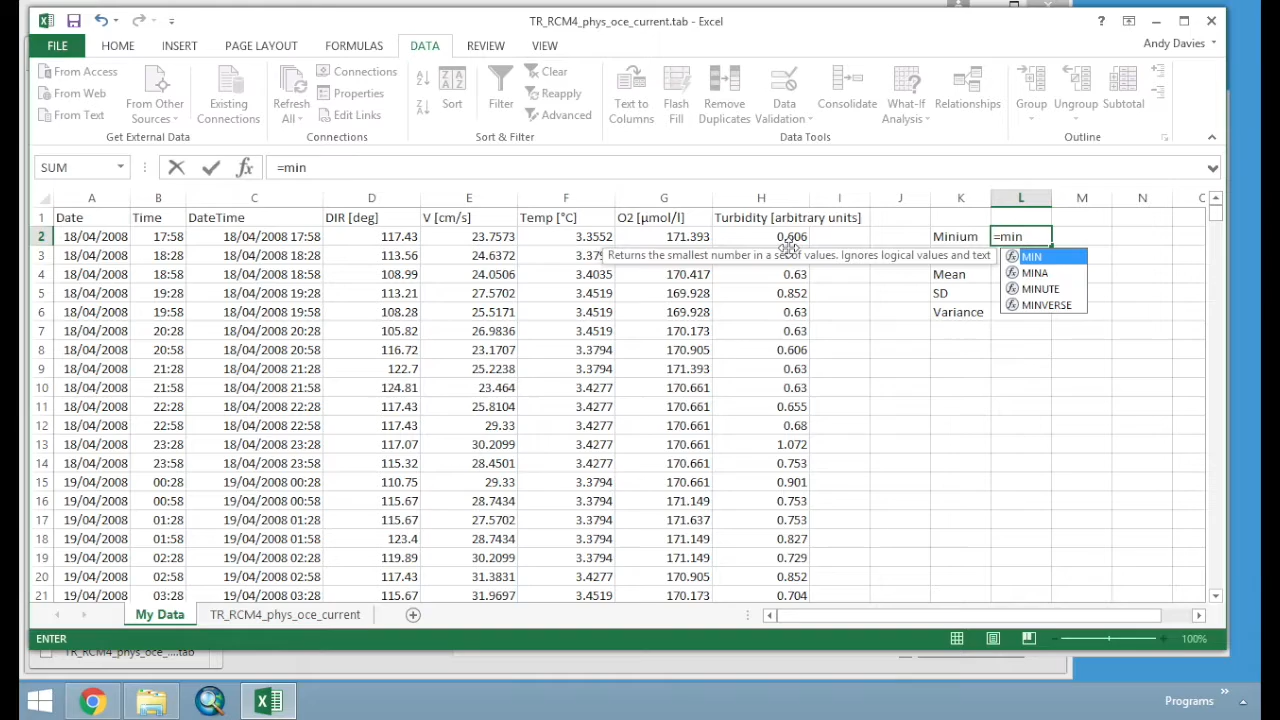 TR_RCM4_phys_oce_current.tab - Excel
FILE HOME INSERT PAGE LAYOUT FORMULAS DATA REVIEW VIEW Andy Davies
From Access
From Web
From Text
From Other Sources
Existing Connections
Get External Data
Refresh All
Connections
Properties
Edit Links
Connections
Sort
Filter
Clear
Reapply
Advanced
Sort & Filter
Text to Columns
Flash Fill
Remove Duplicates
Data Validation
Consolidate
What-If Analysis
Relationships
Data Tools
Group
Ungroup
Subtotal
Outline
SUM =min
A B C D E F G H I J K L M N
1 Date Time DateTime DIR [deg] V [cm/s] Temp [°C] O2 [µmol/l] Turbidity [arbitrary units]
2 18/04/2008 17:58 18/04/2008 17:58 117.43 23.7573 3.3552 171.393 0.606 Minium =min
3 18/04/2008 18:28 18/04/2008 18:28 113.56 24.6372 Returns the smallest number in a set of values. Ignores logical values and text MIN
4 18/04/2008 18:58 18/04/2008 18:58 108.99 24.0506 3.4035 170.417 0.63 Mean MINA
5 18/04/2008 19:28 18/04/2008 19:28 113.21 27.5702 3.4519 169.928 0.852 SD MINUTE
6 18/04/2008 19:58 18/04/2008 19:58 108.28 25.5171 3.4519 169.928 0.63 Variance MINVERSE
7 18/04/2008 20:28 18/04/2008 20:28 105.82 26.9836 3.4519 170.173 0.63
8 18/04/2008 20:58 18/04/2008 20:58 116.72 23.1707 3.3794 170.905 0.606
9 18/04/2008 21:28 18/04/2008 21:28 122.7 25.2238 3.3794 171.393 0.63
10 18/04/2008 21:58 18/04/2008 21:58 124.81 23.464 3.4277 170.661 0.63
11 18/04/2008 22:28 18/04/2008 22:28 117.43 25.8104 3.4277 170.661 0.655
12 18/04/2008 22:58 18/04/2008 22:58 117.43 29.33 3.4277 170.661 0.68
13 18/04/2008 23:28 18/04/2008 23:28 117.07 30.2099 3.4277 170.661 1.072
14 18/04/2008 23:58 18/04/2008 23:58 115.32 28.4501 3.4277 170.661 0.753
15 19/04/2008 00:28 19/04/2008 00:28 110.75 29.33 3.3794 170.661 0.901
16 19/04/2008 00:58 19/04/2008 00:58 115.67 28.7434 3.3794 171.149 0.753
17 19/04/2008 01:28 19/04/2008 01:28 115.67 27.5702 3.3794 171.637 0.753
18 19/04/2008 01:58 19/04/2008 01:58 123.4 28.7434 3.3794 171.149 0.827
19 19/04/2008 02:28 19/04/2008 02:28 119.89 30.2099 3.3794 171.149 0.729
20 19/04/2008 02:58 19/04/2008 02:58 117.43 31.3831 3.4277 170.905 0.852
21 19/04/2008 03:28 19/04/2008 03:28 115.67 31.9697 3.4519 170.173 0.704
My Data TR_RCM4_phys_oce_current
ENTER 100%
TR_RCM4_phys_oce_....tab
Programs